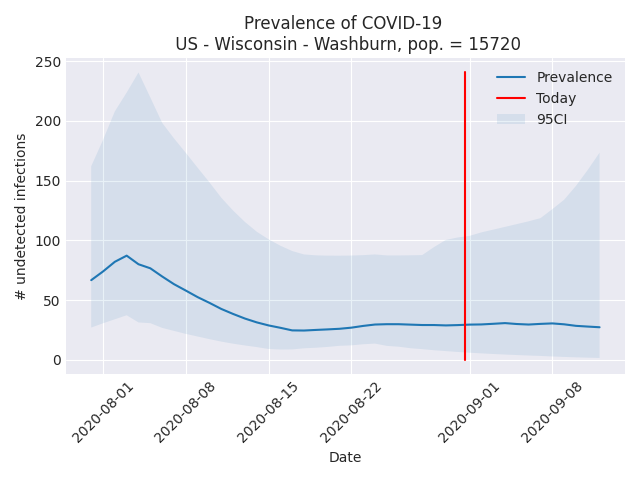 Prevalence of COVID-19
US - Wisconsin - Washburn, pop. = 15720
250
200
150
100
50
0
# undetected infections
Prevalence
Today
95CI
2020-08-01
2020-08-08
2020-08-15
2020-08-22
2020-09-01
2020-09-08
Date